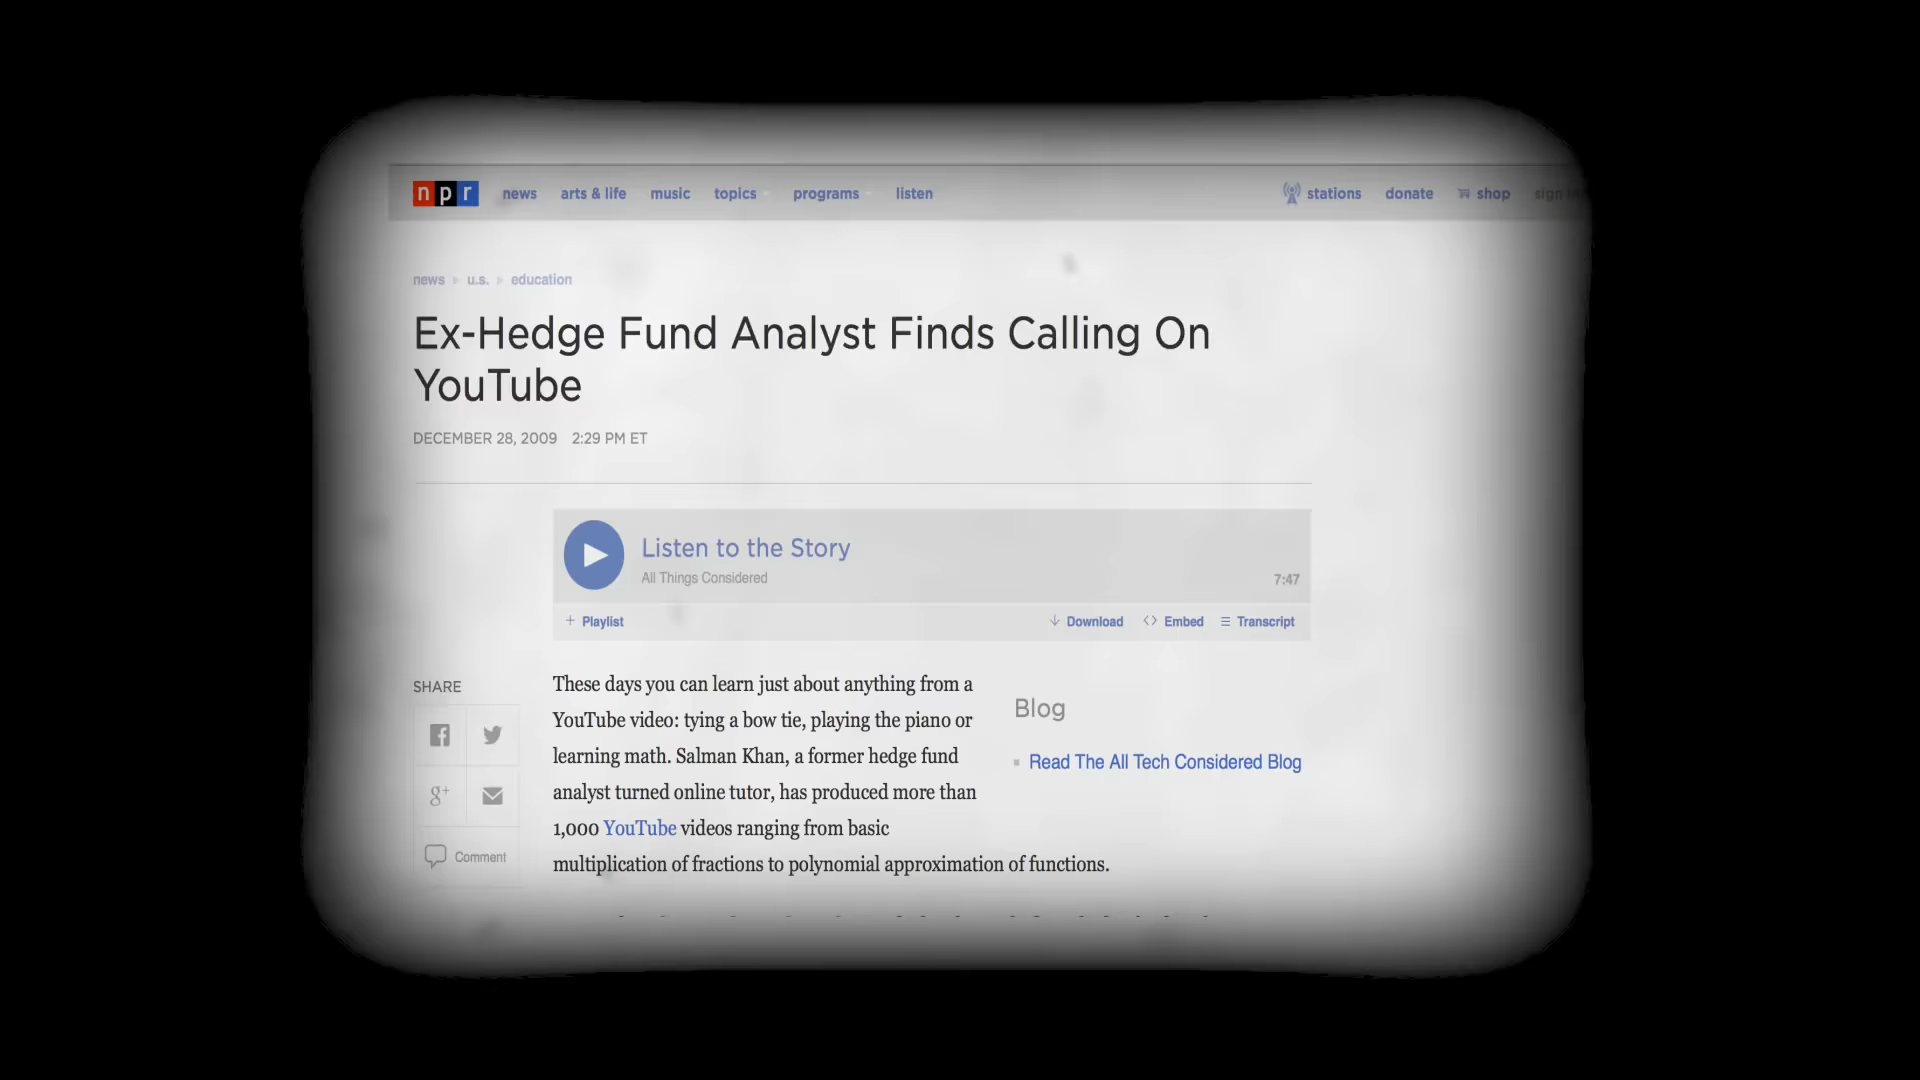 npr news arts & life music topics programs listen stations donate shop sign in
news u.s. education
Ex-Hedge Fund Analyst Finds Calling On
YouTube
DECEMBER 28, 2009 2:29 PM ET
Listen to the Story
All Things Considered
7:47
+ Playlist
Download
<> Embed
Transcript
SHARE
g+
Comment
These days you can learn just about anything from a
YouTube video: tying a bow tie, playing the piano or
learning math. Salman Khan, a former hedge fund
analyst turned online tutor, has produced more than
1,000 YouTube videos ranging from basic
multiplication of fractions to polynomial approximation of functions.
Blog
Read The All Tech Considered Blog